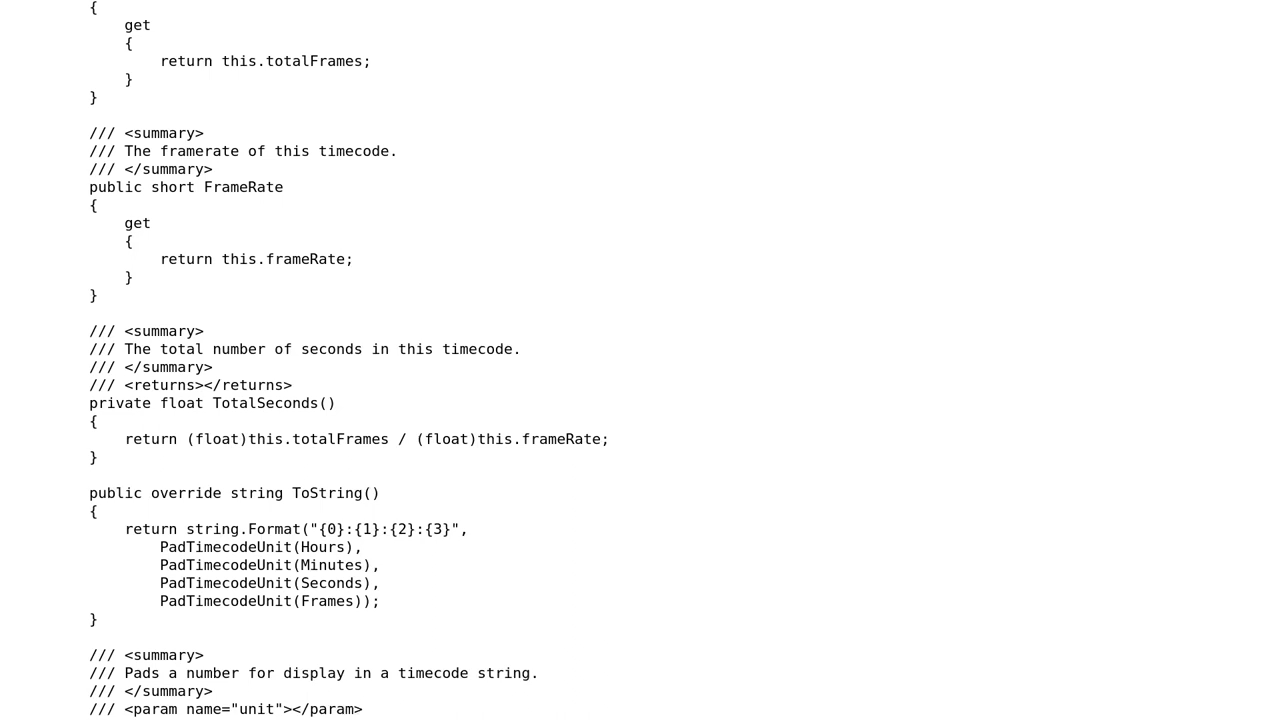 {
    get
    {
        return this.totalFrames;
    }
}

/// <summary>
/// The framerate of this timecode.
/// </summary>
public short FrameRate
{
    get
    {
        return this.frameRate;
    }
}

/// <summary>
/// The total number of seconds in this timecode.
/// </summary>
/// <returns></returns>
private float TotalSeconds()
{
    return (float)this.totalFrames / (float)this.frameRate;
}

public override string ToString()
{
    return string.Format("{0}:{1}:{2}:{3}",
        PadTimecodeUnit(Hours),
        PadTimecodeUnit(Minutes),
        PadTimecodeUnit(Seconds),
        PadTimecodeUnit(Frames));
}

/// <summary>
/// Pads a number for display in a timecode string.
/// </summary>
/// <param name="unit"></param>